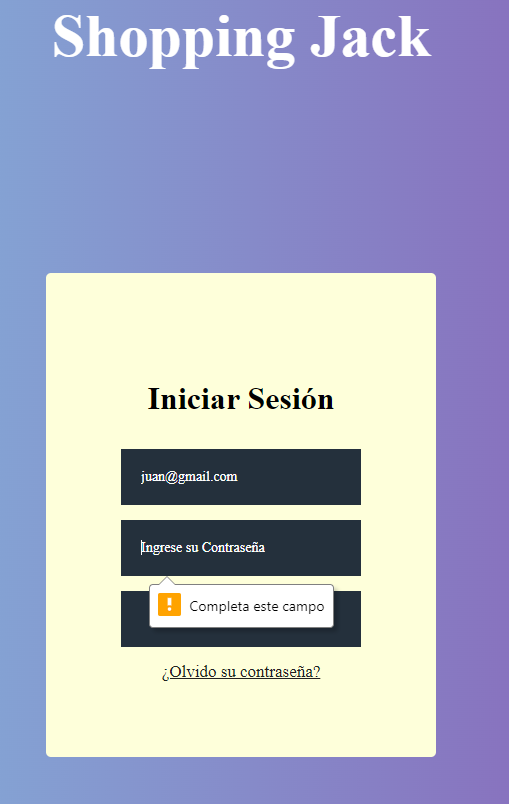 Shopping Jack
Iniciar Sesión
juan@gmail.com
Ingrese su Contraseña
Completa este campo
¿Olvido su contraseña?